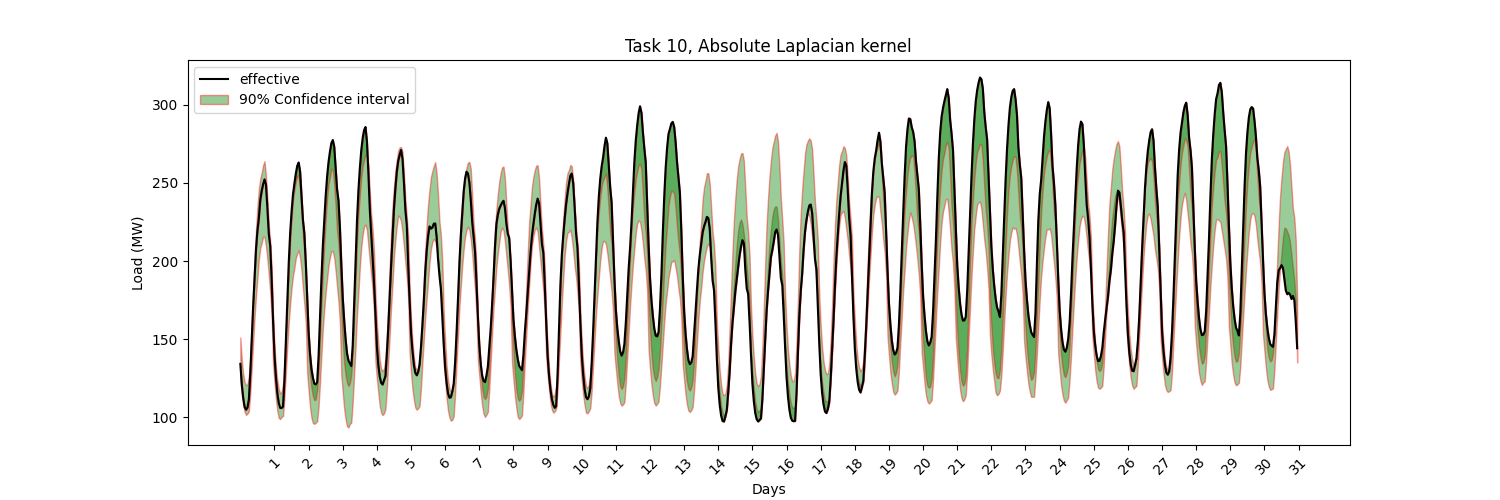 Task 10, Absolute Laplacian kernel
effective
90% Confidence interval
Load (MW)
300
250
200
150
100
1 2 3 4 5 6 7 8 9 10 11 12 13 14 15 16 17 18 19 20 21 22 23 24 25 26 27 28 29 30 31
Days